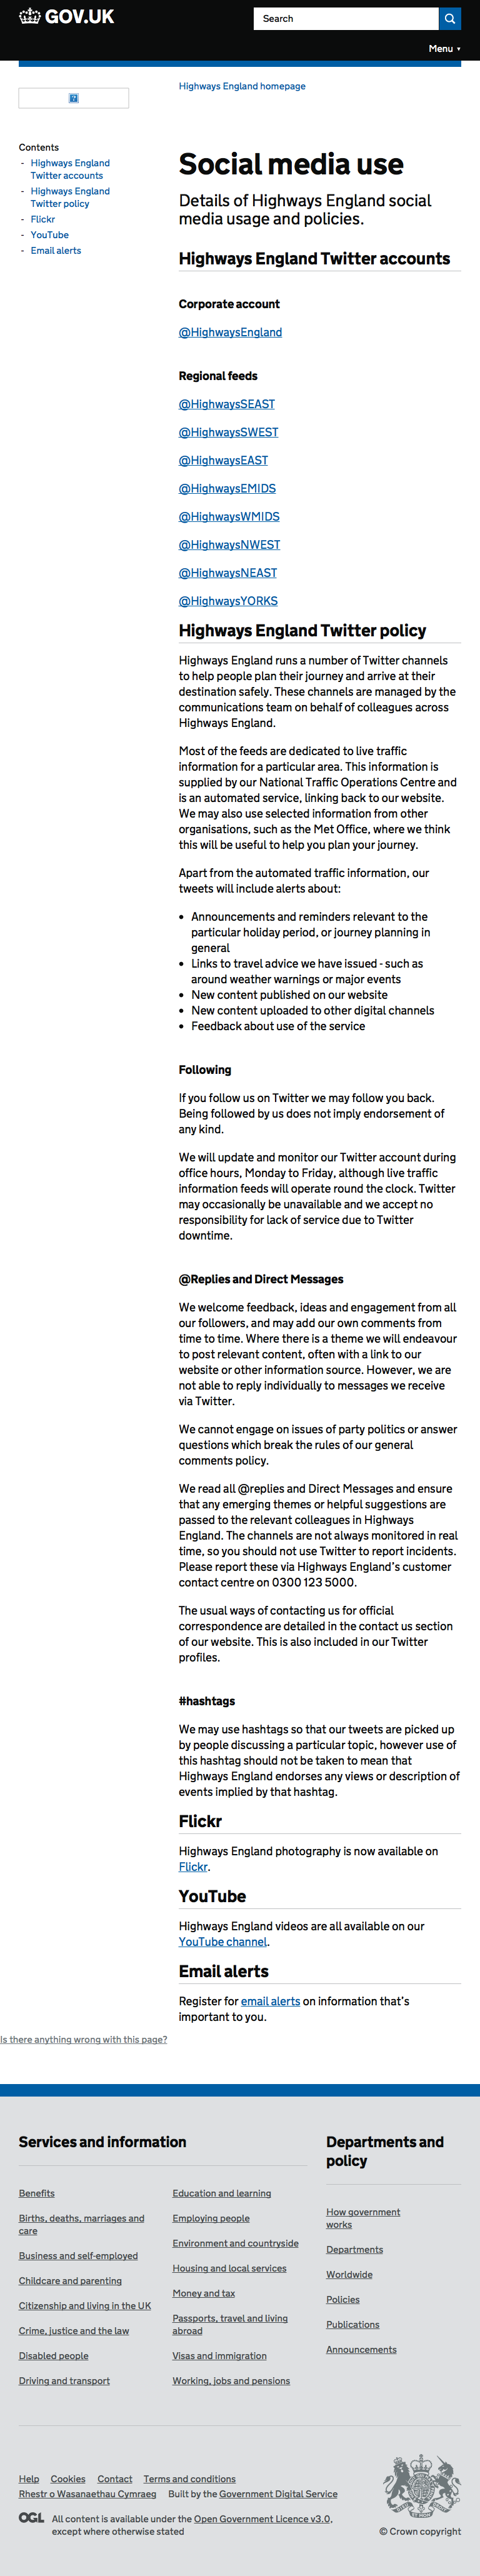 GOV.UK
Search
Menu ▾
Highways England homepage
?
Contents
- Highways England
Twitter accounts
- Highways England
Twitter policy
- Flickr
- YouTube
- Email alerts
Social media use
Details of Highways England social
media usage and policies.
Highways England Twitter accounts
Corporate account
@HighwaysEngland
Regional feeds
@HighwaysSEAST
@HighwaysSWEST
@HighwaysEAST
@HighwaysEMIDS
@HighwaysWMIDS
@HighwaysNWEST
@HighwaysNEAST
@HighwaysYORKS
Highways England Twitter policy
Highways England runs a number of Twitter channels
to help people plan their journey and arrive at their
destination safely. These channels are managed by the
communications team on behalf of colleagues across
Highways England.
Most of the feeds are dedicated to live traffic
information for a particular area. This information is
supplied by our National Traffic Operations Centre and
is an automated service, linking back to our website.
We may also use selected information from other
organisations, such as the Met Office, where we think
this will be useful to help you plan your journey.
Apart from the automated traffic information, our
tweets will include alerts about:
• Announcements and reminders relevant to the
particular holiday period, or journey planning in
general
• Links to travel advice we have issued - such as
around weather warnings or major events
• New content published on our website
• New content uploaded to other digital channels
• Feedback about use of the service
Following
If you follow us on Twitter we may follow you back.
Being followed by us does not imply endorsement of
any kind.
We will update and monitor our Twitter account during
office hours, Monday to Friday, although live traffic
information feeds will operate round the clock. Twitter
may occasionally be unavailable and we accept no
responsibility for lack of service due to Twitter
downtime.
@Replies and Direct Messages
We welcome feedback, ideas and engagement from all
our followers, and may add our own comments from
time to time. Where there is a theme we will endeavour
to post relevant content, often with a link to our
website or other information source. However, we are
not able to reply individually to messages we receive
via Twitter.
We cannot engage on issues of party politics or answer
questions which break the rules of our general
comments policy.
We read all @replies and Direct Messages and ensure
that any emerging themes or helpful suggestions are
passed to the relevant colleagues in Highways
England. The channels are not always monitored in real
time, so you should not use Twitter to report incidents.
Please report these via Highways England's customer
contact centre on 0300 123 5000.
The usual ways of contacting us for official
correspondence are detailed in the contact us section
of our website. This is also included in our Twitter
profiles.
#hashtags
We may use hashtags so that our tweets are picked up
by people discussing a particular topic, however use of
this hashtag should not be taken to mean that
Highways England endorses any views or description of
events implied by that hashtag.
Flickr
Highways England photography is now available on
Flickr.
YouTube
Highways England videos are all available on our
YouTube channel.
Email alerts
Register for email alerts on information that's
important to you.
Is there anything wrong with this page?
Services and information
Benefits
Births, deaths, marriages and
care
Business and self-employed
Childcare and parenting
Citizenship and living in the UK
Crime, justice and the law
Disabled people
Driving and transport
Education and learning
Employing people
Environment and countryside
Housing and local services
Money and tax
Passports, travel and living
abroad
Visas and immigration
Working, jobs and pensions
Departments and
policy
How government
works
Departments
Worldwide
Policies
Publications
Announcements
Help Cookies Contact Terms and conditions
Rhestr o Wasanaethau Cymraeg Built by the Government Digital Service
OGL All content is available under the Open Government Licence v3.0,
except where otherwise stated
© Crown copyright